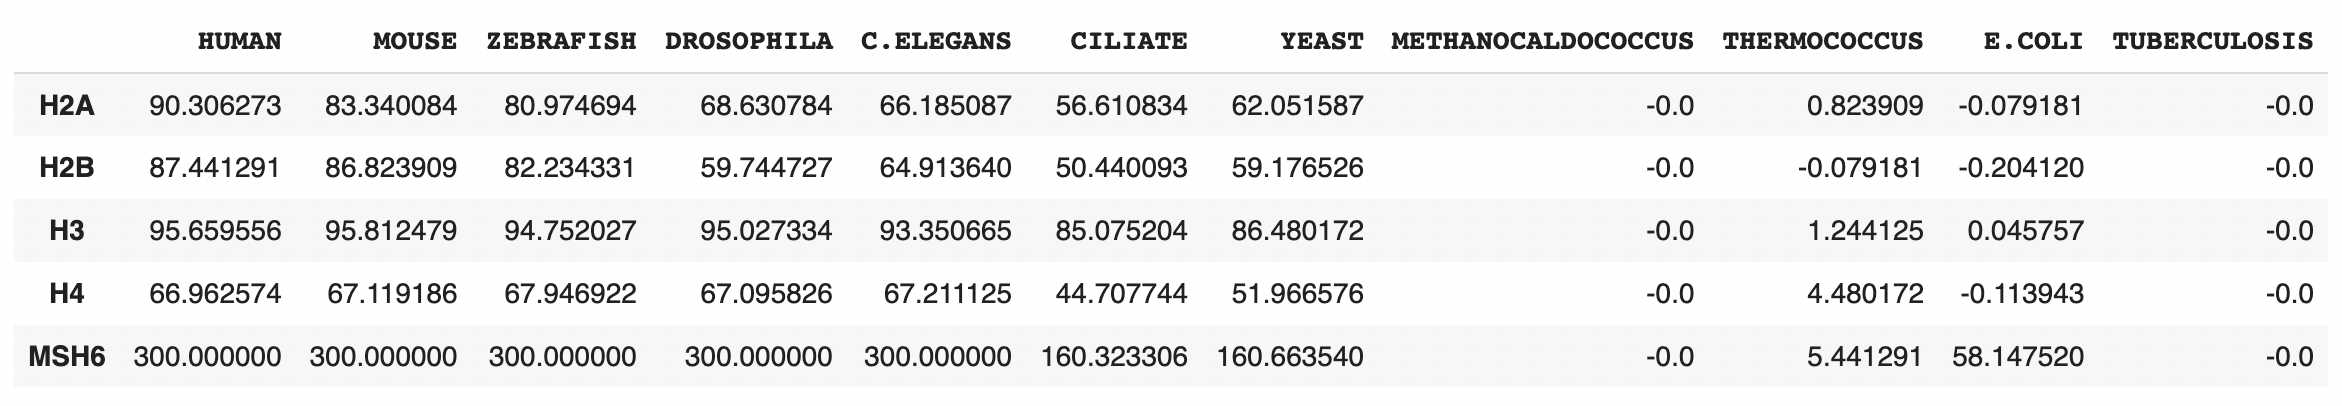 HUMAN MOUSE ZEBRAFISH DROSOPHILA C.ELEGANS CILIATE YEAST METHANOCALDOCOCCUS THERMOCOCCUS E.COLI TUBERCULOSIS
H2A 90.306273 83.340084 80.974694 68.630784 66.185087 56.610834 62.051587 -0.0 0.823909 -0.079181 -0.0
H2B 87.441291 86.823909 82.234331 59.744727 64.913640 50.440093 59.176526 -0.0 -0.079181 -0.204120 -0.0
H3 95.659556 95.812479 94.752027 95.027334 93.350665 85.075204 86.480172 -0.0 1.244125 0.045757 -0.0
H4 66.962574 67.119186 67.946922 67.095826 67.211125 44.707744 51.966576 -0.0 4.480172 -0.113943 -0.0
MSH6 300.000000 300.000000 300.000000 300.000000 300.000000 160.323306 160.663540 -0.0 5.441291 58.147520 -0.0